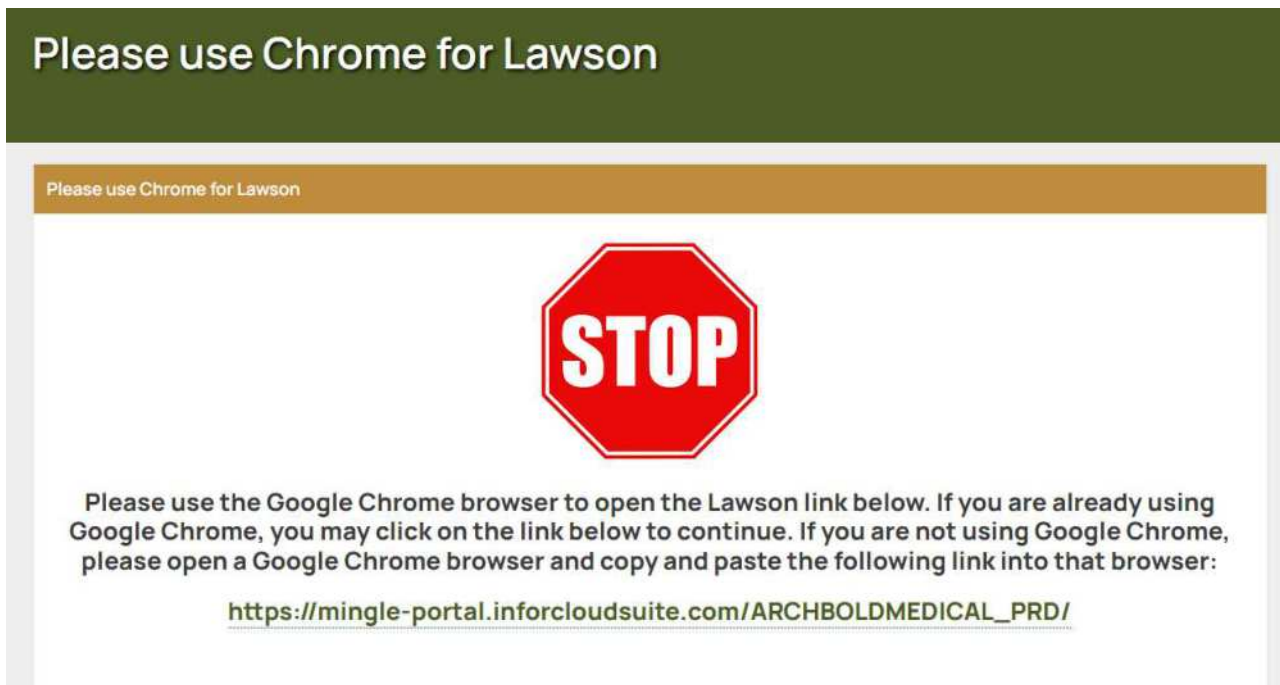 Please use Chrome for Lawson
Please use Chrome for Lawson
STOP
Please use the Google Chrome browser to open the Lawson link below. If you are already using
Google Chrome, you may click on the link below to continue. If you are not using Google Chrome,
please open a Google Chrome browser and copy and paste the following link into that browser:
https://mingle-portal.inforcloudsuite.com/ARCHBOLDMEDICAL_PRD/